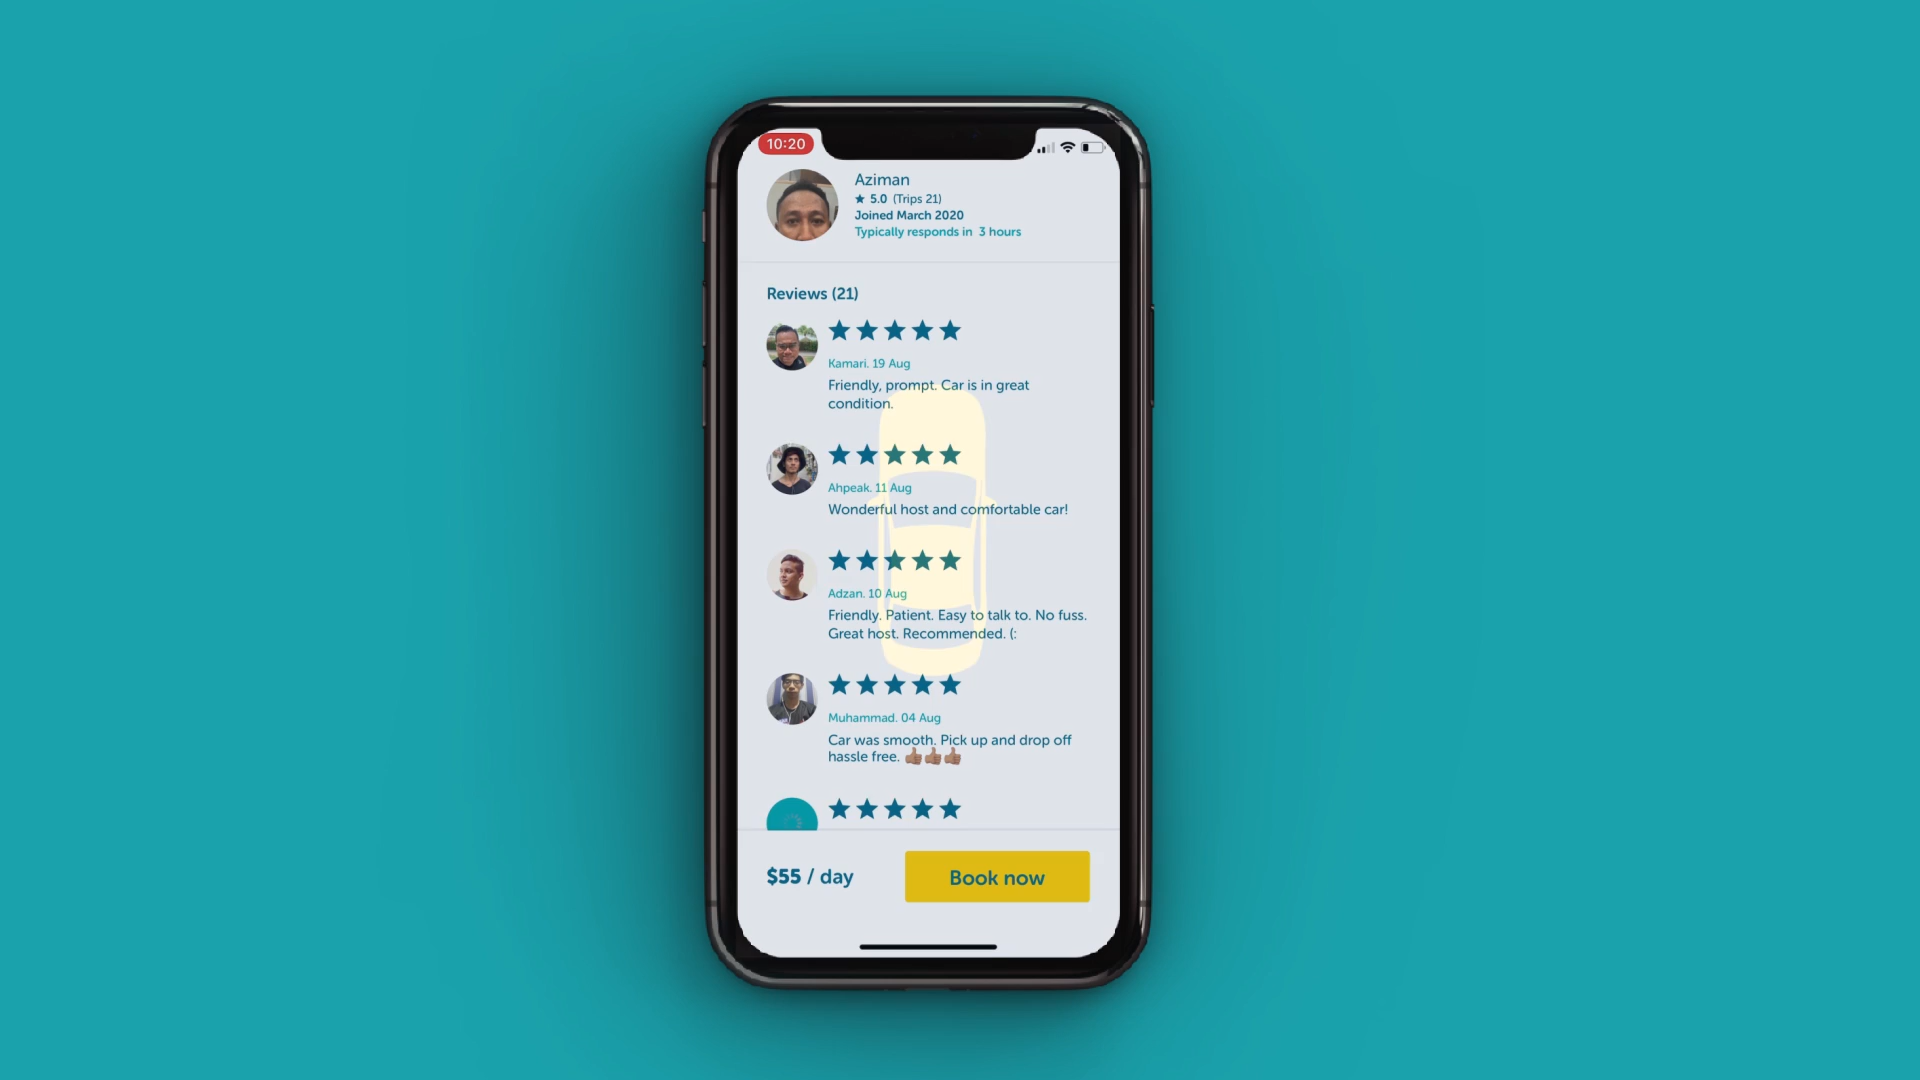 10:20
Aziman
★ 5.0 (Trips 21)
Joined March 2020
Typically responds in 3 hours
Reviews (21)
Kamari. 19 Aug
Friendly, prompt. Car is in great
condition.
Ahpeak. 11 Aug
Wonderful host and comfortable car!
Adzan. 10 Aug
Friendly. Patient. Easy to talk to. No fuss.
Great host. Recommended. (:
Muhammad. 04 Aug
Car was smooth. Pick up and drop off
hassle free. 👍🏽👍🏽👍🏽
$55 / day
Book now